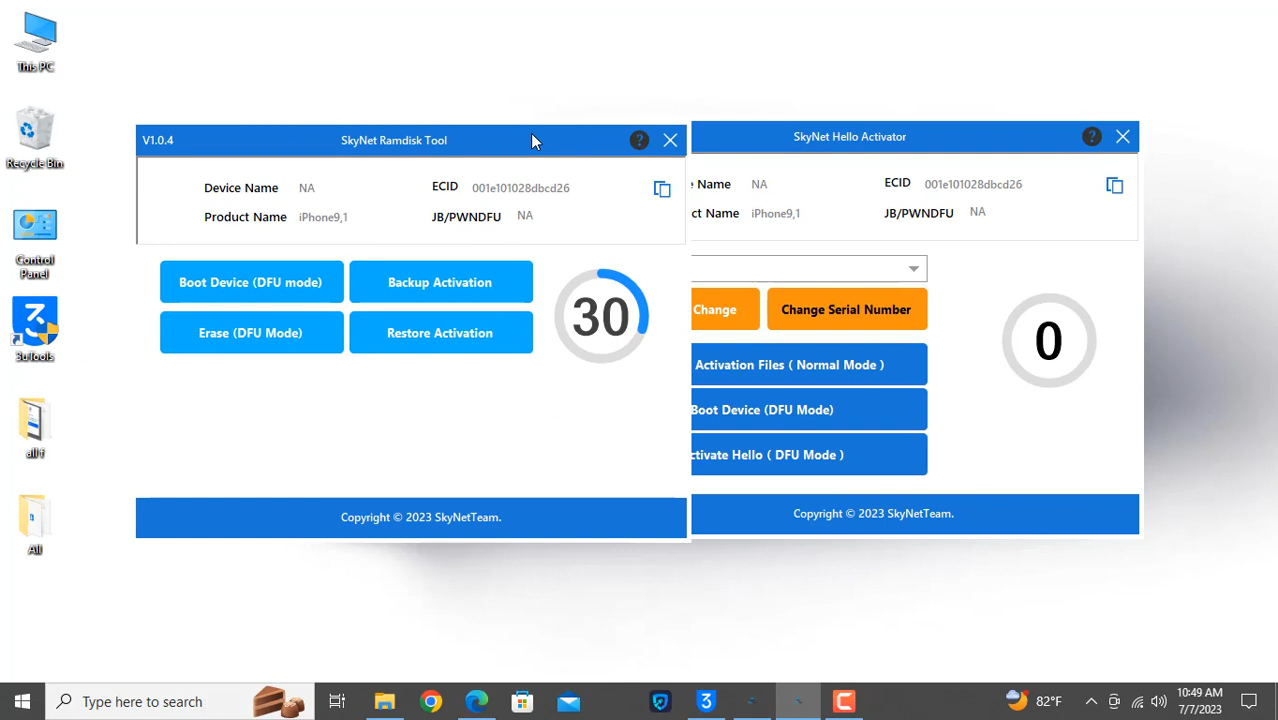 This PC
Recycle Bin
Control
Panel
3uTools
all f
All
V1.0.4
SkyNet Ramdisk Tool
?
Device Name NA
ECID 001e101028dbcd26
Product Name iPhone9,1
JB/PWNDFU NA
Boot Device (DFU mode)
Backup Activation
Erase (DFU Mode)
Restore Activation
30
Copyright © 2023 SkyNetTeam.
SkyNet Hello Activator
?
e Name NA
ECID 001e101028dbcd26
ct Name iPhone9,1
JB/PWNDFU NA
Change
Change Serial Number
Activation Files ( Normal Mode )
Boot Device (DFU Mode)
ctivate Hello ( DFU Mode )
0
Copyright © 2023 SkyNetTeam.
Type here to search
82°F
10:49 AM
7/7/2023